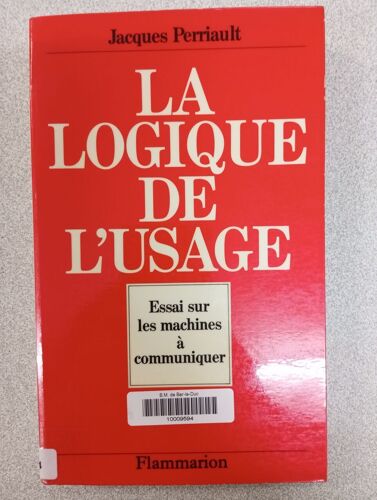 Jacques Perriault
LA
LOGIQUE
DE
L'USAGE
Essai sur
les machines
à
communiquer
B.M. de Bar-le-Duc
10009594
Flammarion